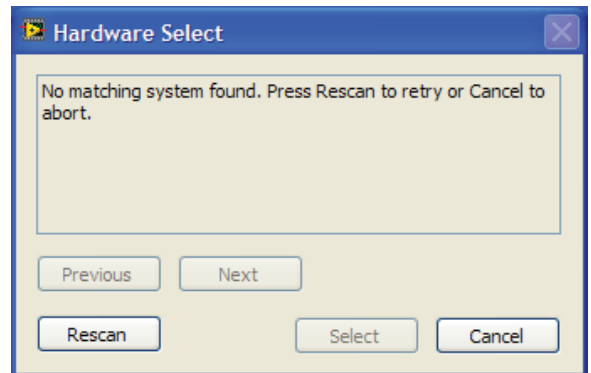 Hardware Select
No matching system found. Press Rescan to retry or Cancel to
abort.
Previous Next
Rescan Select Cancel